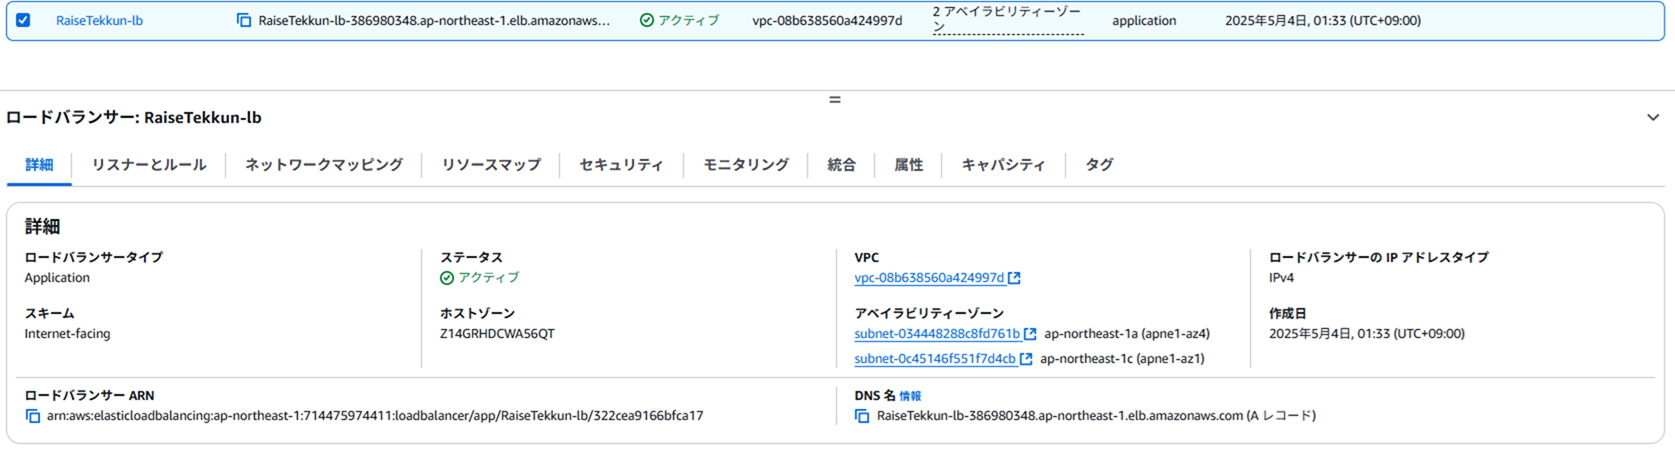 RaiseTekkun-lb
RaiseTekkun-lb-386980348.ap-northeast-1.elb.amazonaws...
アクティブ
vpc-08b638560a424997d
2 アベイラビリティーゾー
ン
application
2025年5月4日, 01:33 (UTC+09:00)
ロードバランサー: RaiseTekkun-lb
詳細
リスナーとルール
ネットワークマッピング
リソースマップ
セキュリティ
モニタリング
統合
属性
キャパシティ
タグ
詳細
ロードバランサータイプ
Application
ステータス
アクティブ
VPC
vpc-08b638560a424997d
ロードバランサーの IP アドレスタイプ
IPv4
スキーム
Internet-facing
ホストゾーン
Z14GRHDCWA56QT
アベイラビリティーゾーン
subnet-034448288c8fd761b ap-northeast-1a (apne1-az4)
subnet-0c45146f551f7d4cb ap-northeast-1c (apne1-az1)
作成日
2025年5月4日, 01:33 (UTC+09:00)
ロードバランサー ARN
arn:aws:elasticloadbalancing:ap-northeast-1:714475974411:loadbalancer/app/RaiseTekkun-lb/322cea9166bfca17
DNS 名 情報
RaiseTekkun-lb-386980348.ap-northeast-1.elb.amazonaws.com (A レコード)